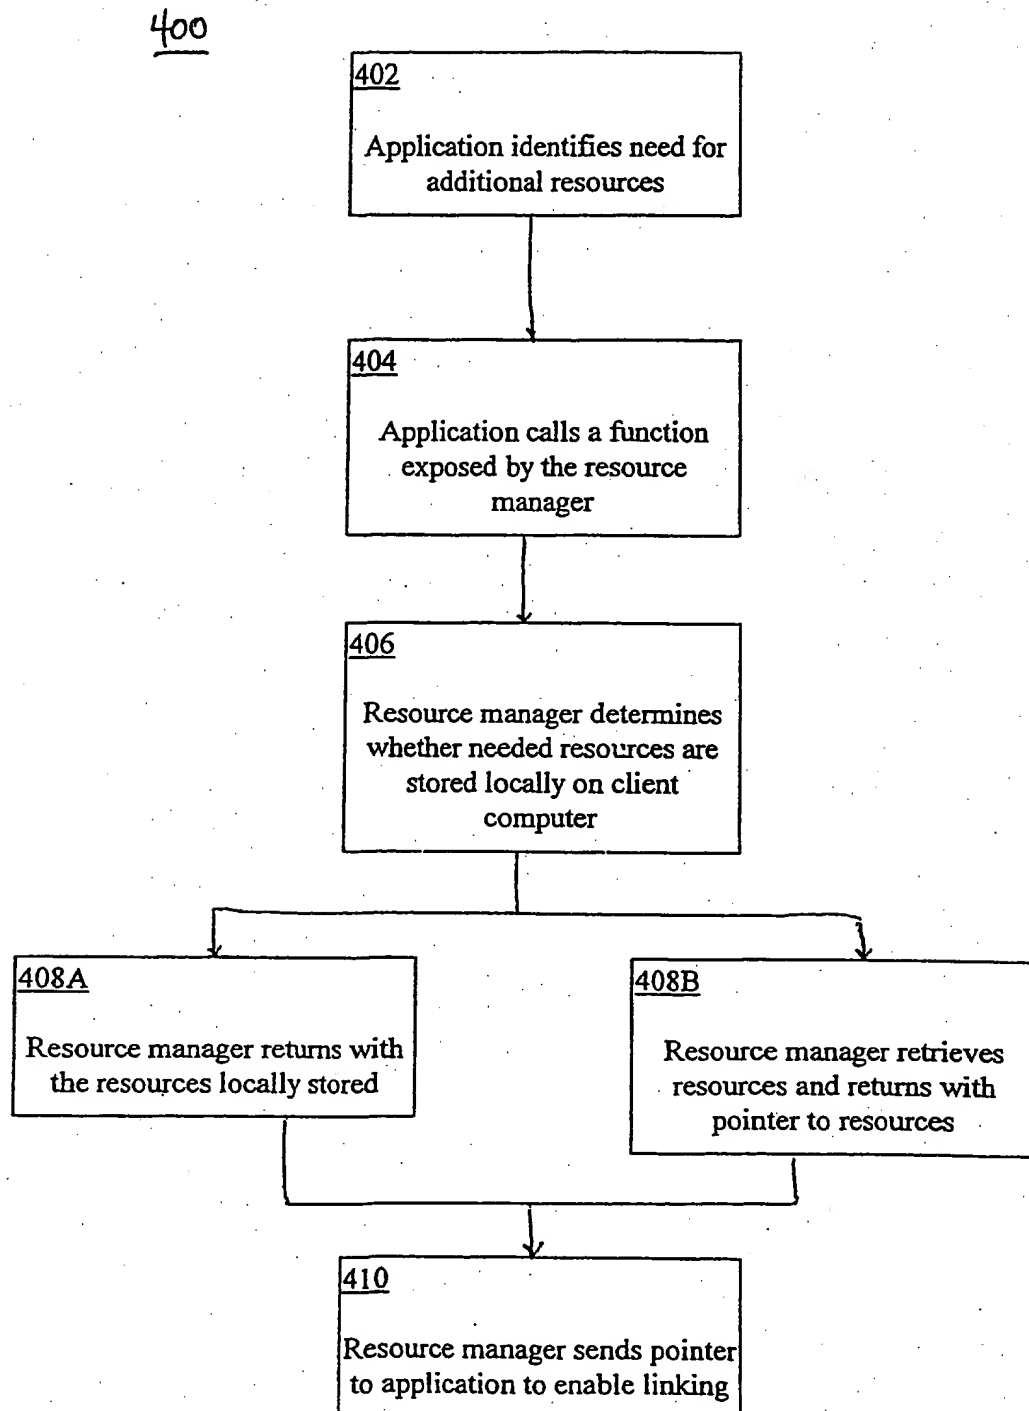 400
402
Application identifies need for
additional resources
404
Application calls a function
exposed by the resource
manager
406
Resource manager determines
whether needed resources are
stored locally on client
computer
408A
Resource manager returns with
the resources locally stored
408B
Resource manager retrieves
resources and returns with
pointer to resources
410
Resource manager sends pointer
to application to enable linking